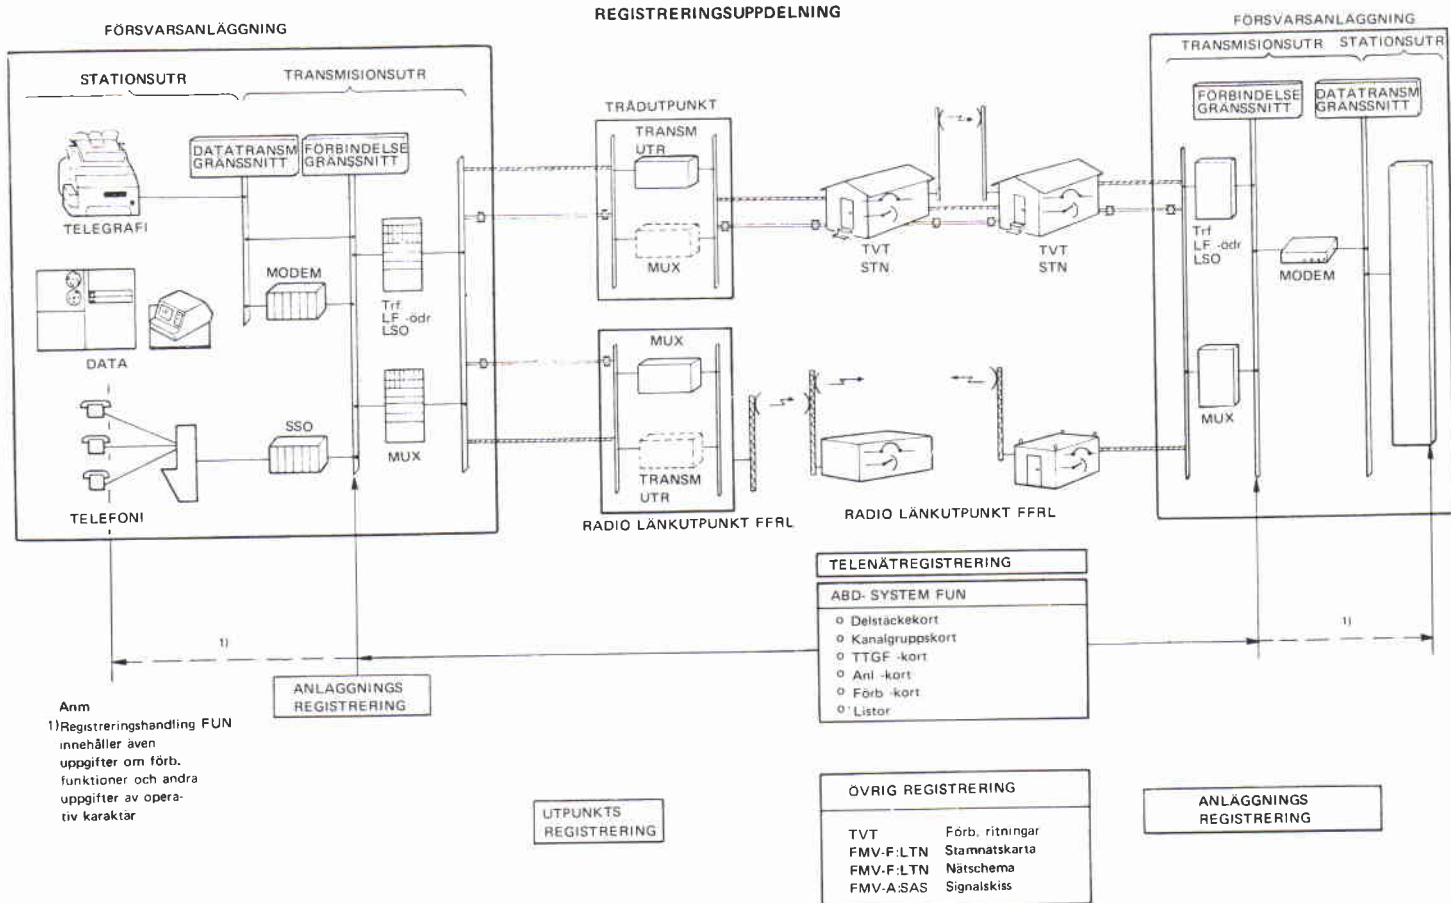 REGISTRERINGSUPPDELNING
FÖRSVARSANLÄGGNING
STATIONSUTR
TRANSMISIONSUTR
DATATRANSM
GRÄNSSNITT
FÖRBINDELSE
GRÄNSSNITT
TELEGRAFI
MODEM
DATA
Trf
LF -ödr
LSO
SSO
MUX
TELEFONI
TRÅDUTPUNKT
TRANSM
UTR
MUX
MUX
TRANSM
UTR
RADIO LÄNKUTPUNKT FFRL
TVT
STN
TVT
STN
RADIO LÄNKUTPUNKT FFRL
FÖRSVARSANLÄGGNING
TRANSMISIONSUTR
STATIONSUTR
FÖRBINDELSE
GRÄNSSNITT
DATATRANSM
GRÄNSSNITT
Trf
LF -ödr
LSO
MODEM
MUX
TELENÄTREGISTRERING
ABD- SYSTEM FUN
o Delstäckekort
o Kanalgruppskort
o TTGF -kort
o Anl -kort
o Förb -kort
o Listor
1)
1)
ANLÄGGNINGS
REGISTRERING
Anm
1) Registreringshandling FUN
innehåller även
uppgifter om förb.
funktioner och andra
uppgifter av opera-
tiv karaktär
UTPUNKTS
REGISTRERING
ÖVRIG REGISTRERING
TVT Förb. ritningar
FMV-F:LTN Stamnätskarta
FMV-F:LTN Nätschema
FMV-A:SAS Signalskiss
ANLÄGGNINGS
REGISTRERING